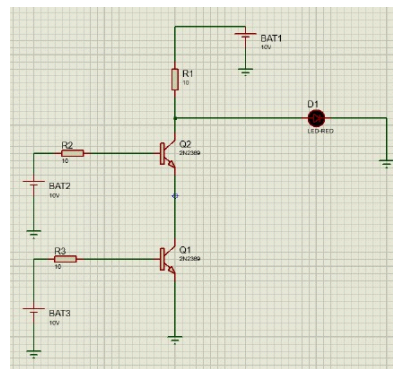 BAT1
10V
R1
10
D1
LED-RED
R2
10
Q2
2N2369
BAT2
10V
R3
10
Q1
2N2369
BAT3
10V